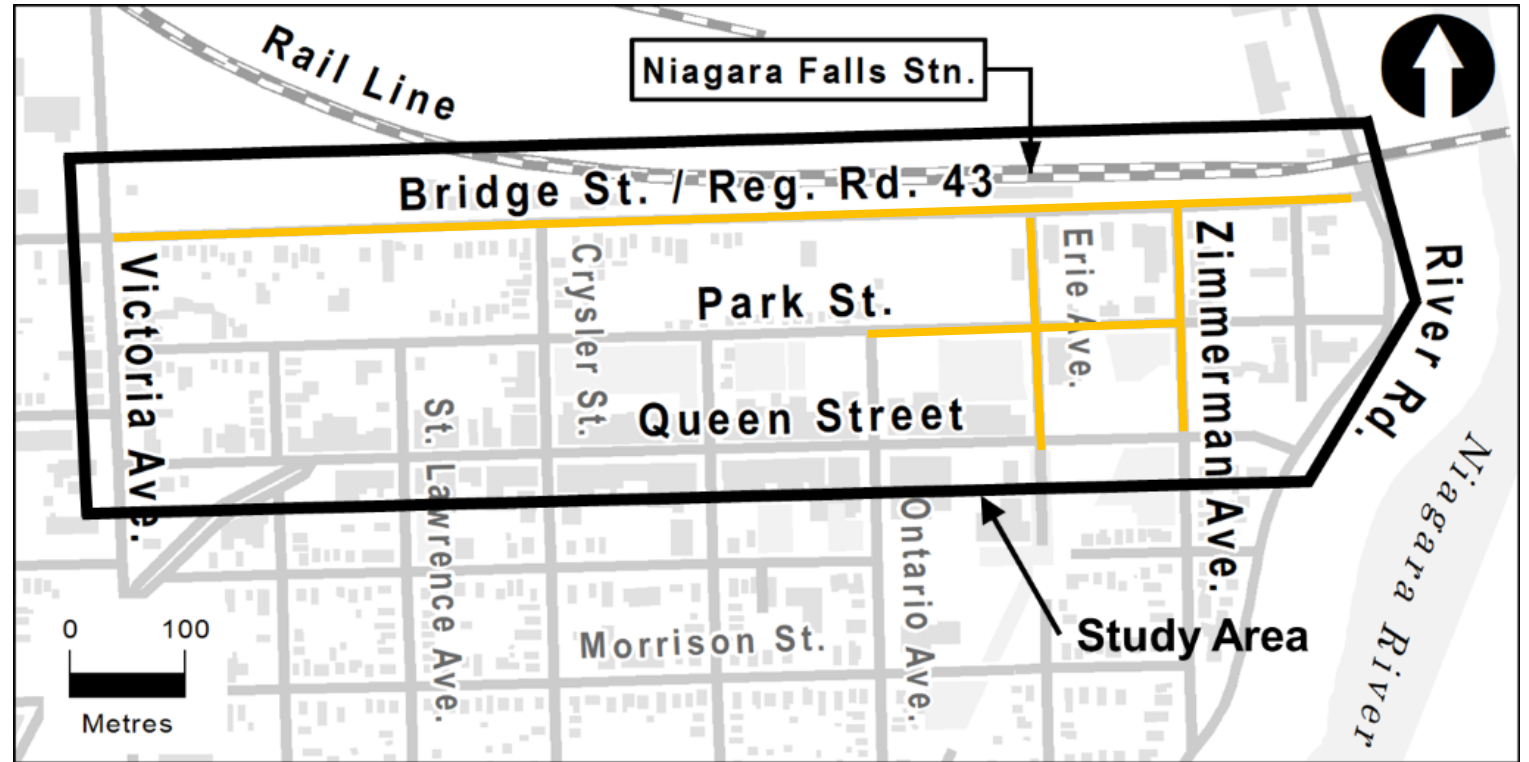 Rail Line
Niagara Falls Stn.
Bridge St. / Reg. Rd. 43
Victoria Ave.
Crysler St.
Park St.
Erie Ave.
Zimmerman Ave.
River Rd.
St. Lawrence Ave.
Queen Street
Ontario Ave.
Niagara River
Morrison St.
Study Area
0 100
Metres